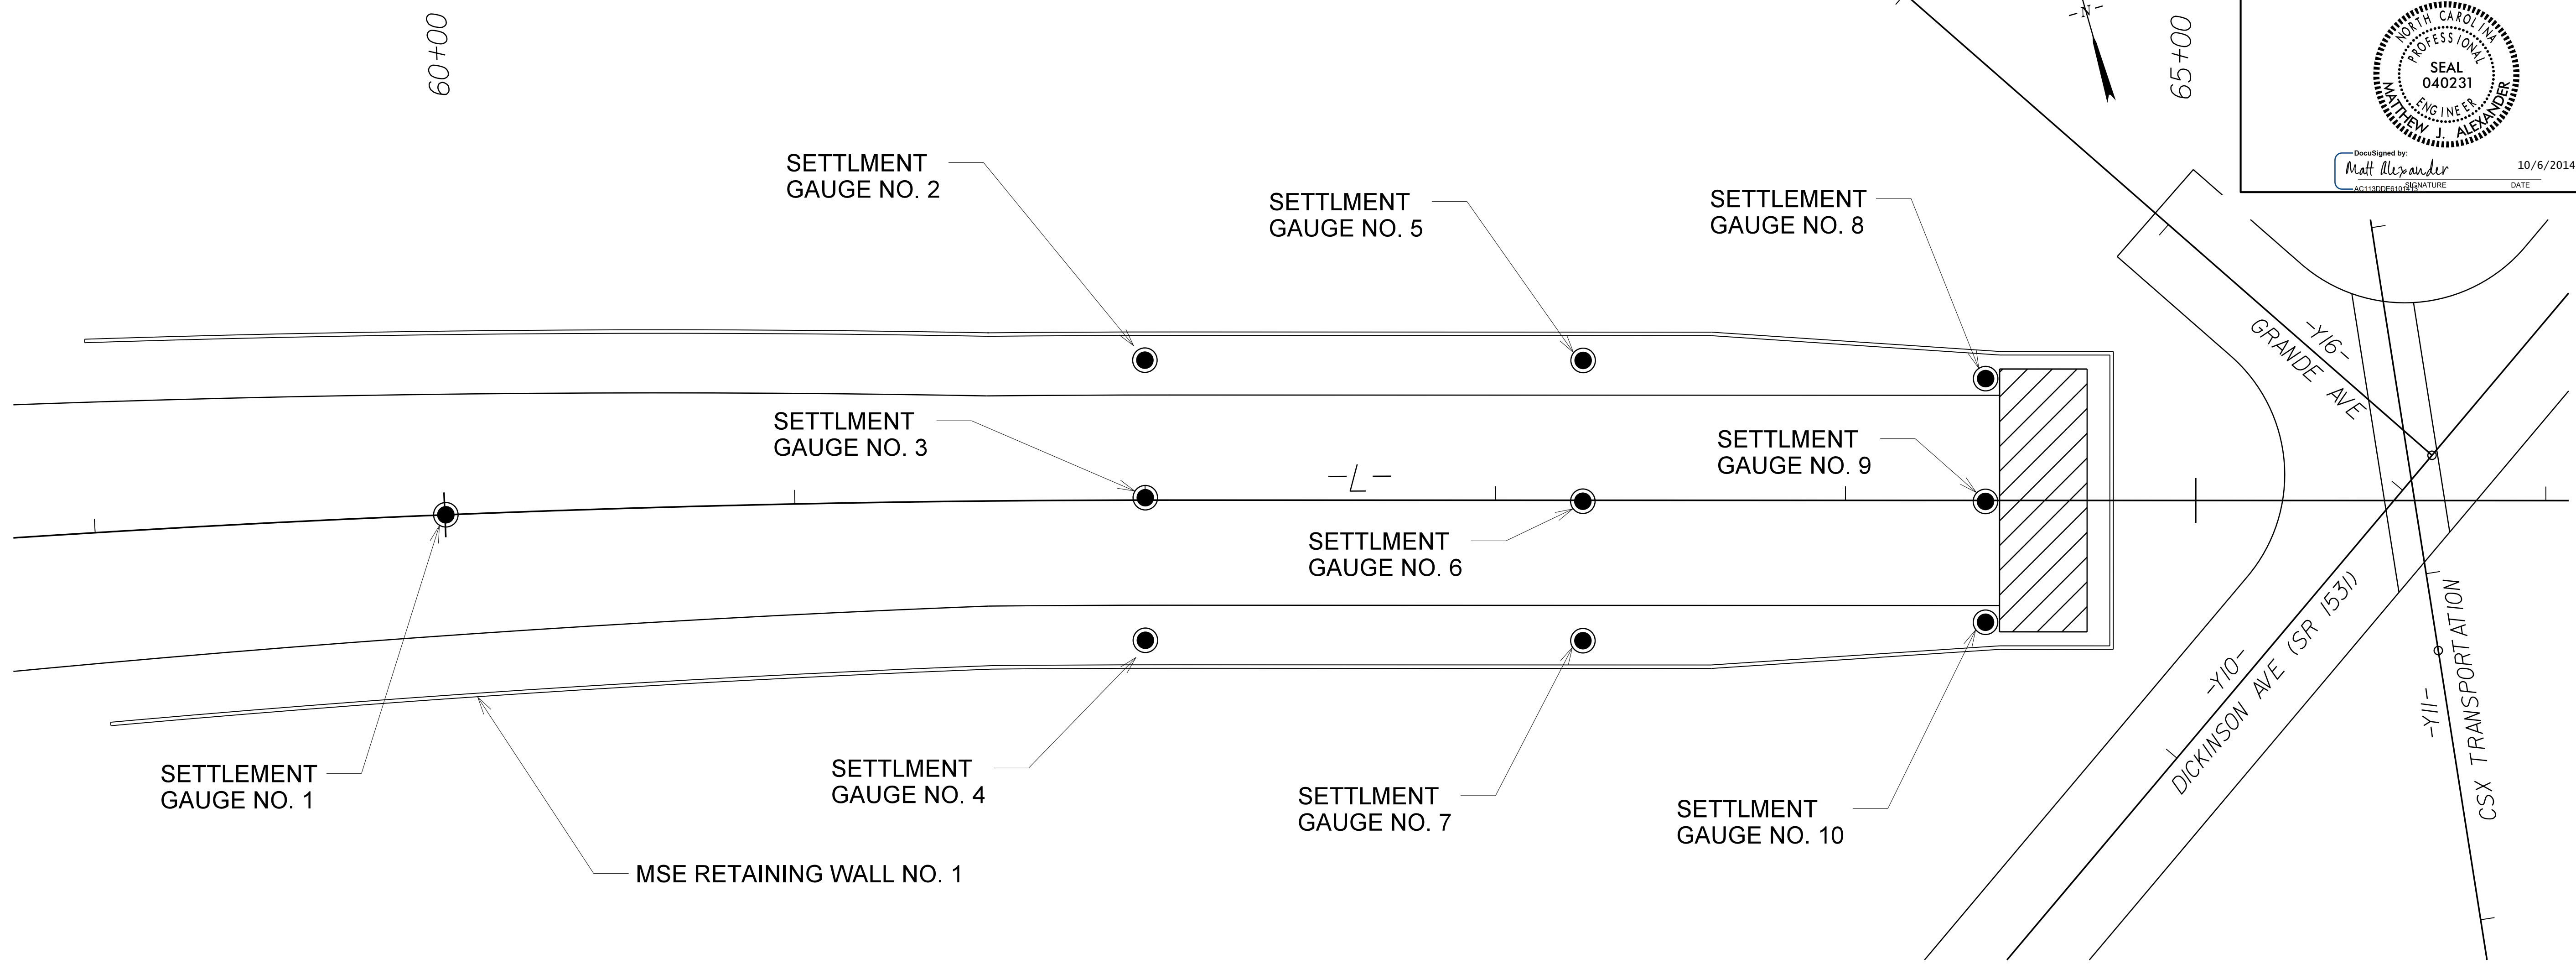 60+00
-N-
65+00
NORTH CAROLINA
PROFESSIONAL
SEAL
040231
ENGINEER
MATTHEW J. ALEXANDER
DocuSigned by:
Matt Alexander
10/6/2014
SIGNATURE
DATE
SETTLMENT
GAUGE NO. 2
SETTLMENT
GAUGE NO. 5
SETTLEMENT
GAUGE NO. 8
-Y16-
GRANDE AVE
SETTLMENT
GAUGE NO. 3
-L-
SETTLMENT
GAUGE NO. 9
SETTLMENT
GAUGE NO. 6
-Y10-
DICKINSON AVE (SR 1531)
-Y11-
CSX TRANSPORTATION
SETTLEMENT
GAUGE NO. 1
SETTLMENT
GAUGE NO. 4
SETTLMENT
GAUGE NO. 7
SETTLMENT
GAUGE NO. 10
MSE RETAINING WALL NO. 1